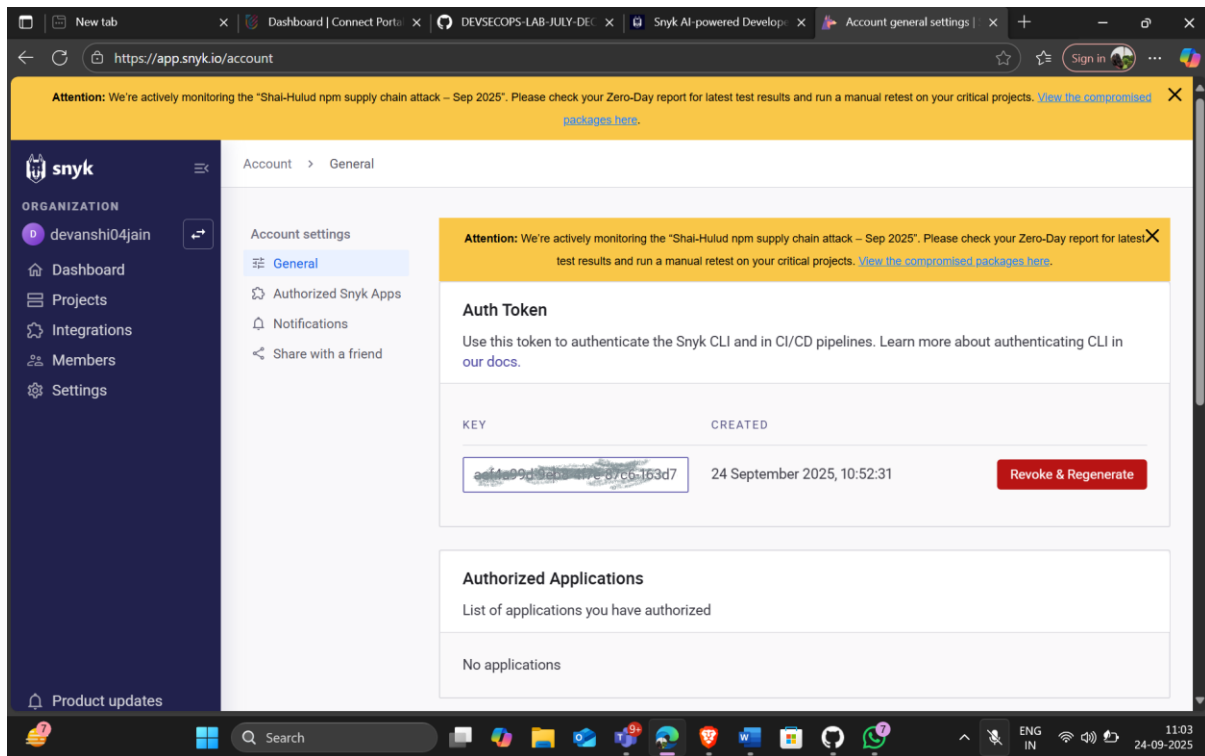 New tab
Dashboard | Connect Portal
DEVSECOPS-LAB-JULY-DEC
Snyk AI-powered Develope
Account general settings |
https://app.snyk.io/account
Sign in
Attention: We're actively monitoring the "Shai-Hulud npm supply chain attack – Sep 2025". Please check your Zero-Day report for latest test results and run a manual retest on your critical projects. View the compromised
packages here.
snyk
Account > General
ORGANIZATION
D devanshi04jain
Dashboard
Projects
Integrations
Members
Settings
Product updates
Account settings
General
Authorized Snyk Apps
Notifications
Share with a friend
Attention: We're actively monitoring the "Shai-Hulud npm supply chain attack – Sep 2025". Please check your Zero-Day report for latest
test results and run a manual retest on your critical projects. View the compromised packages here.
Auth Token
Use this token to authenticate the Snyk CLI and in CI/CD pipelines. Learn more about authenticating CLI in
our docs.
KEY CREATED
24 September 2025, 10:52:31 Revoke & Regenerate
Authorized Applications
List of applications you have authorized
No applications
7
Search
9+
7
ENG
IN
11:03
24-09-2025